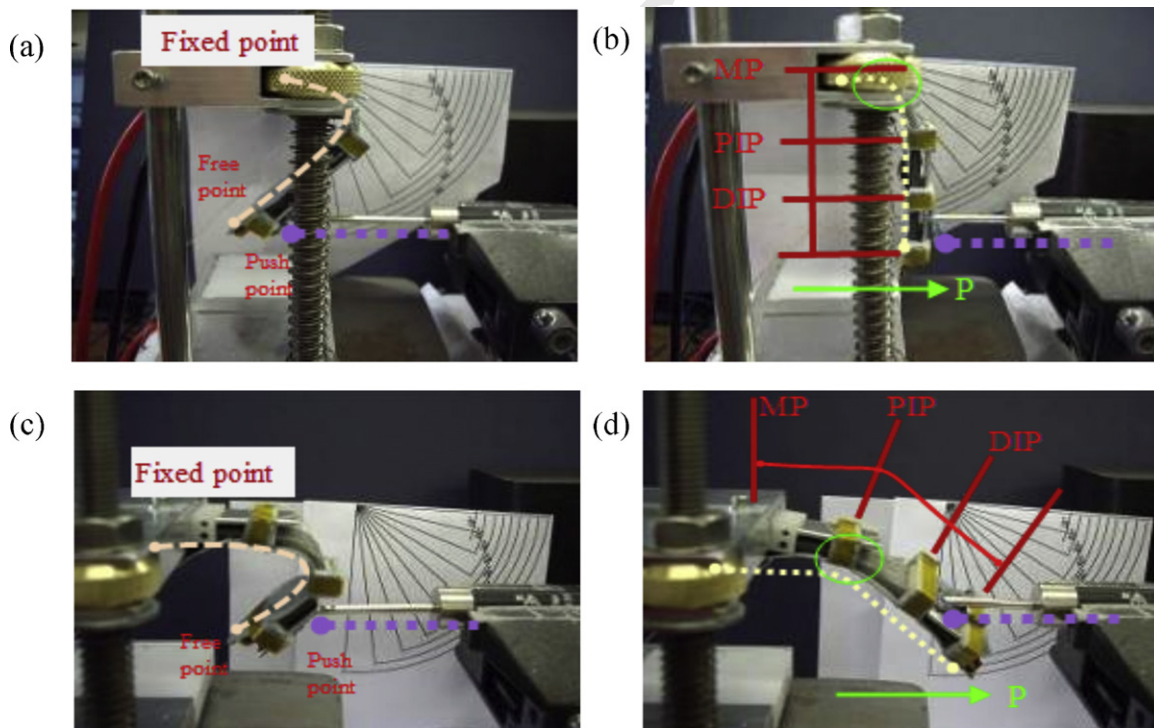 (a)
Fixed point
Free
point
Push
point
(b)
MP
PIP
DIP
P
(c)
Fixed point
Free
point
Push
point
(d)
MP
PIP
DIP
P